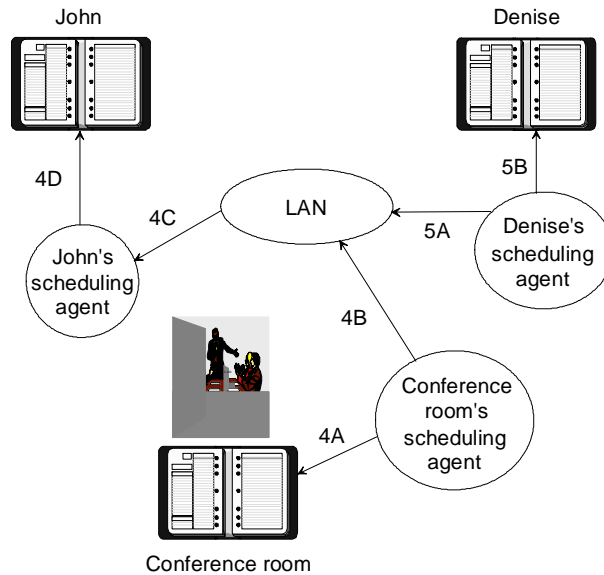 John
Denise
4D
5B
4C
LAN
5A
John's
scheduling
agent
Denise's
scheduling
agent
4B
Conference
room's
scheduling
agent
4A
Conference room